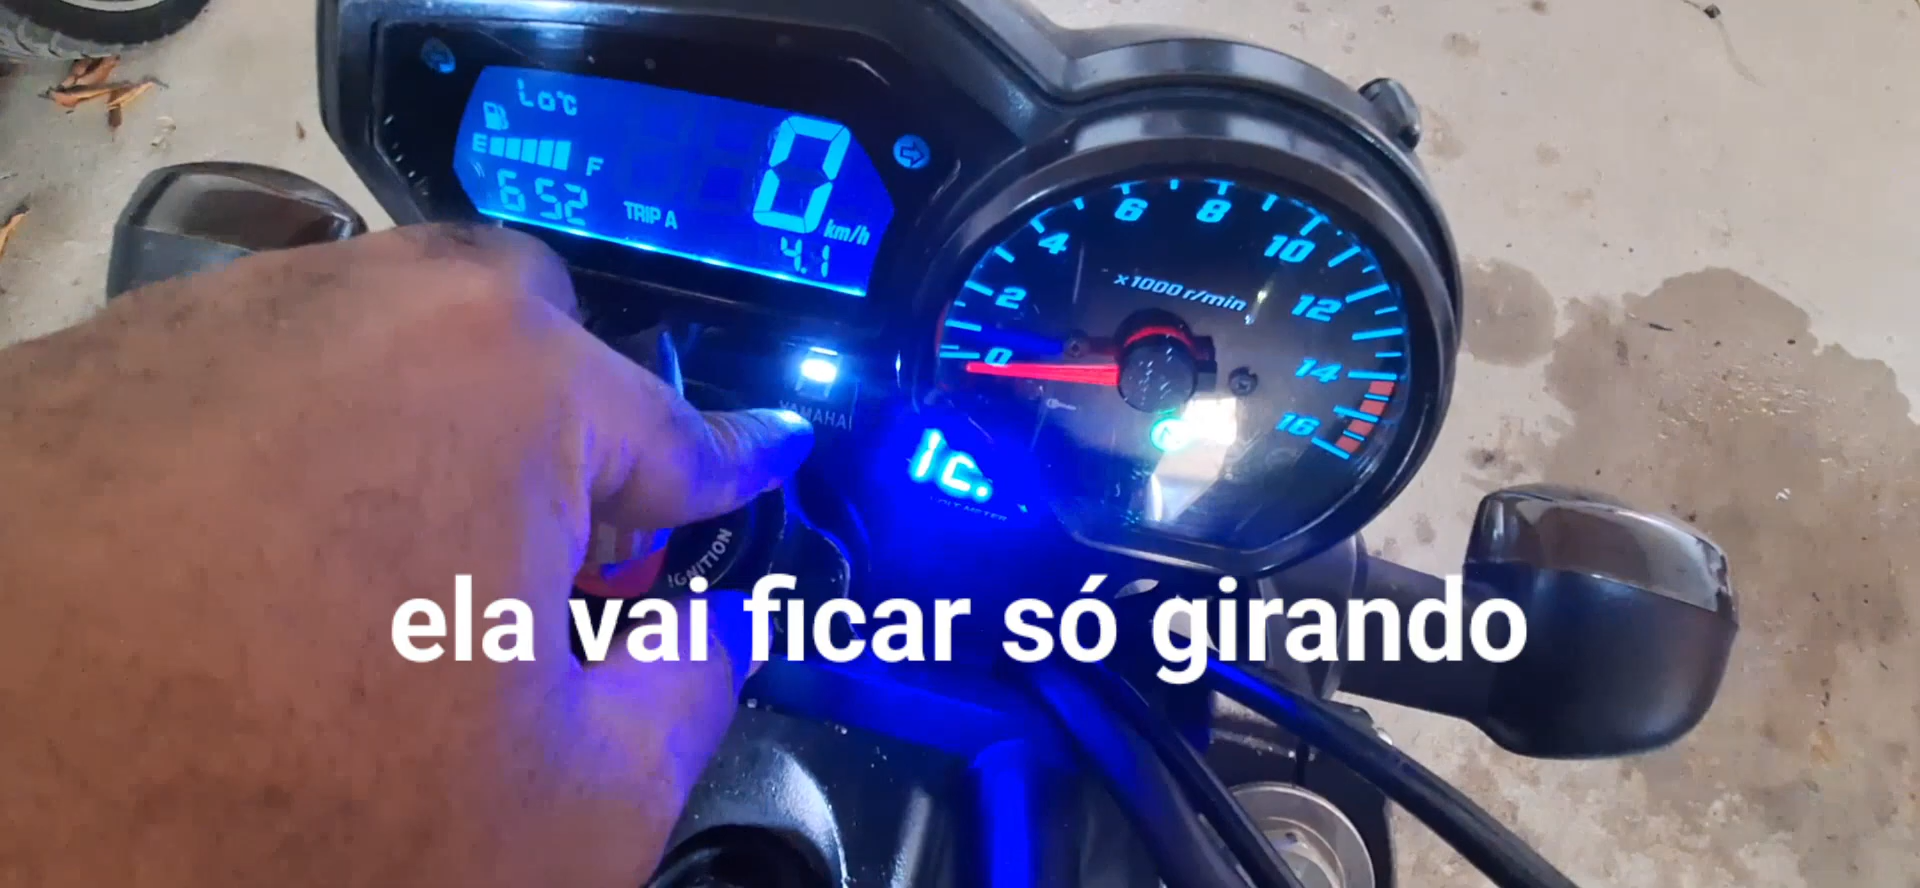 Lo°C
E F
652
TRIP A
0
km/h
4.1
0 2 4 6 8 10 12 14 16
x1000 r/min
YAMAHA
IGNITION
ela vai ficar só girando